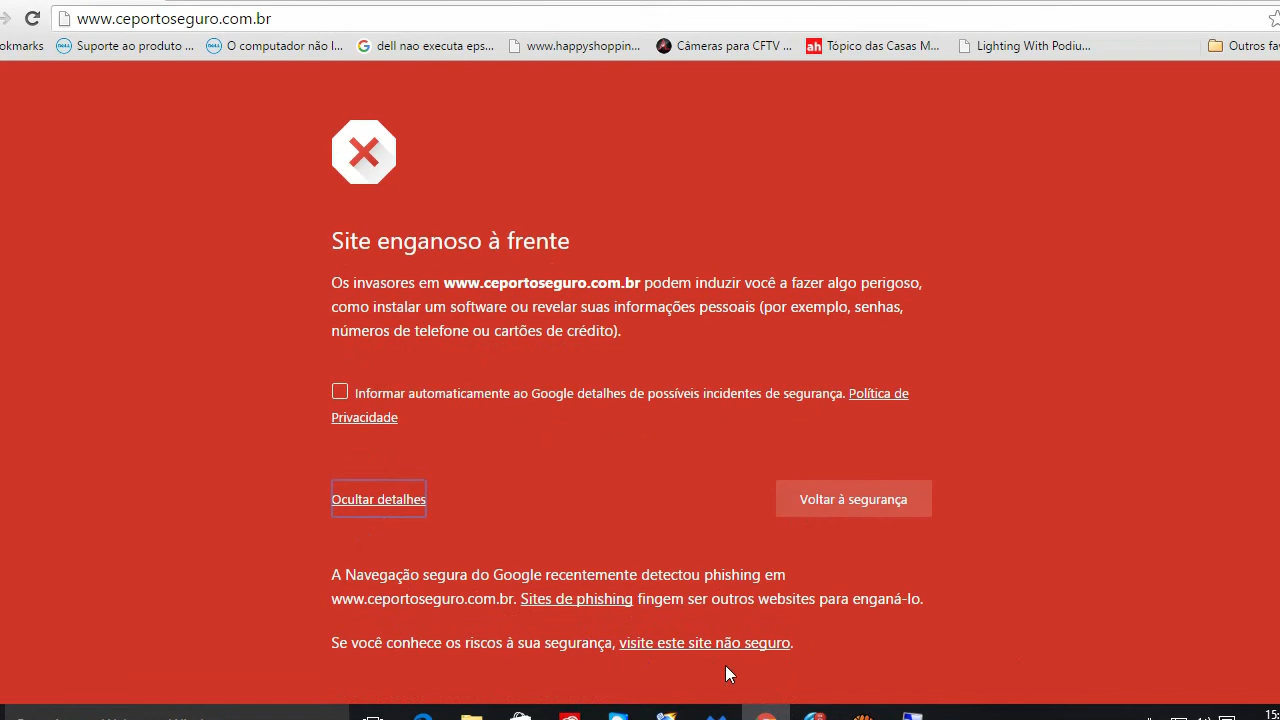 www.ceportoseguro.com.br
okmarks Suporte ao produto ... O computador não l... dell nao executa eps... www.happyshoppin... Câmeras para CFTV ... Tópico das Casas M... Lighting With Podiu... Outros fa
Site enganoso à frente
Os invasores em www.ceportoseguro.com.br podem induzir você a fazer algo perigoso,
como instalar um software ou revelar suas informações pessoais (por exemplo, senhas,
números de telefone ou cartões de crédito).
Informar automaticamente ao Google detalhes de possíveis incidentes de segurança. Política de
Privacidade
Ocultar detalhes
Voltar à segurança
A Navegação segura do Google recentemente detectou phishing em
www.ceportoseguro.com.br. Sites de phishing fingem ser outros websites para enganá-lo.
Se você conhece os riscos à sua segurança, visite este site não seguro.
15: